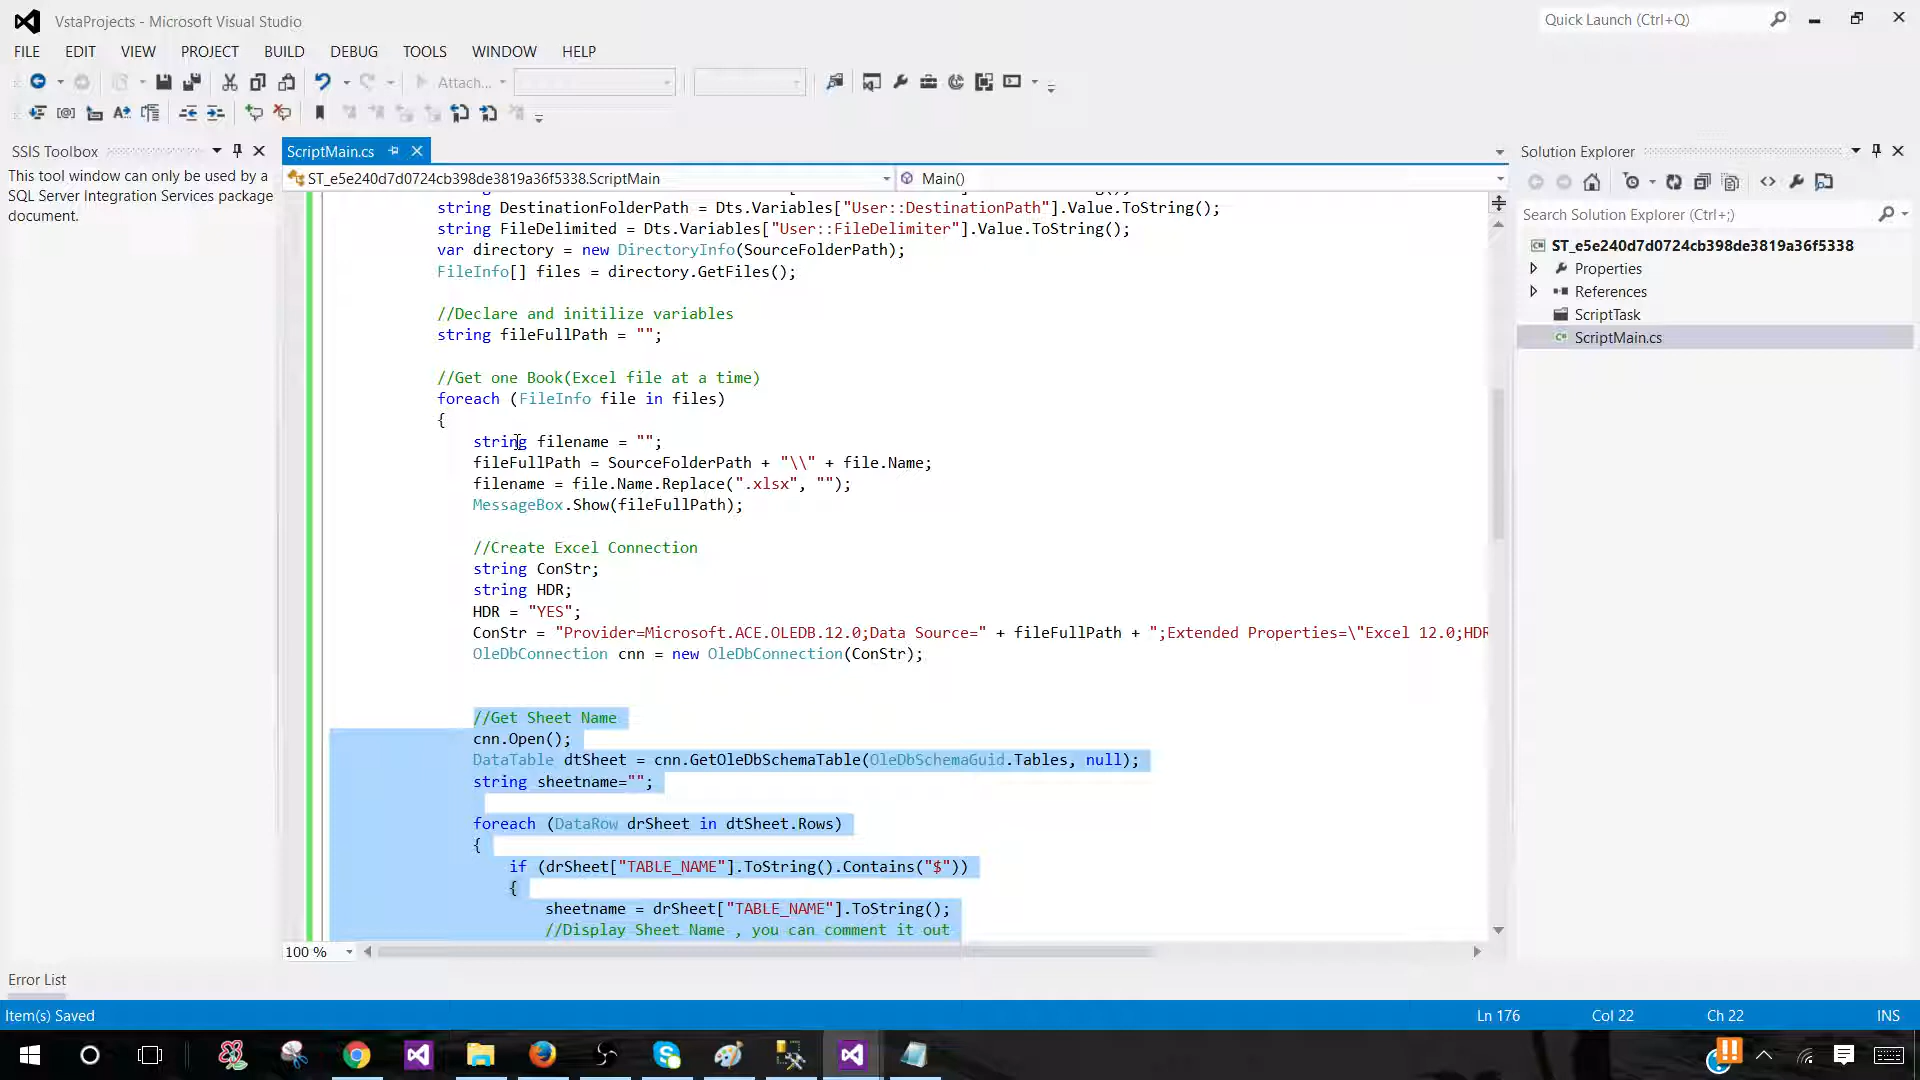 VstaProjects - Microsoft Visual Studio
Quick Launch (Ctrl+Q)
FILE EDIT VIEW PROJECT BUILD DEBUG TOOLS WINDOW HELP
Attach...
SSIS Toolbox
This tool window can only be used by a
SQL Server Integration Services package
document.
ScriptMain.cs
ST_e5e240d7d0724cb398de3819a36f5338.ScriptMain
Main()
string DestinationFolderPath = Dts.Variables["User::DestinationPath"].Value.ToString();
string FileDelimited = Dts.Variables["User::FileDelimiter"].Value.ToString();
var directory = new DirectoryInfo(SourceFolderPath);
FileInfo[] files = directory.GetFiles();
//Declare and initilize variables
string fileFullPath = "";
//Get one Book(Excel file at a time)
foreach (FileInfo file in files)
{
string filename = "";
fileFullPath = SourceFolderPath + "\\" + file.Name;
filename = file.Name.Replace(".xlsx", "");
MessageBox.Show(fileFullPath);
//Create Excel Connection
string ConStr;
string HDR;
HDR = "YES";
ConStr = "Provider=Microsoft.ACE.OLEDB.12.0;Data Source=" + fileFullPath + ";Extended Properties=\"Excel 12.0;HDR
OleDbConnection cnn = new OleDbConnection(ConStr);
//Get Sheet Name
cnn.Open();
DataTable dtSheet = cnn.GetOleDbSchemaTable(OleDbSchemaGuid.Tables, null);
string sheetname="";
foreach (DataRow drSheet in dtSheet.Rows)
{
if (drSheet["TABLE_NAME"].ToString().Contains("$"))
{
sheetname = drSheet["TABLE_NAME"].ToString();
//Display Sheet Name , you can comment it out
100 %
Solution Explorer
Search Solution Explorer (Ctrl+;)
ST_e5e240d7d0724cb398de3819a36f5338
Properties
References
ScriptTask
ScriptMain.cs
Error List
Item(s) Saved
Ln 176
Col 22
Ch 22
INS